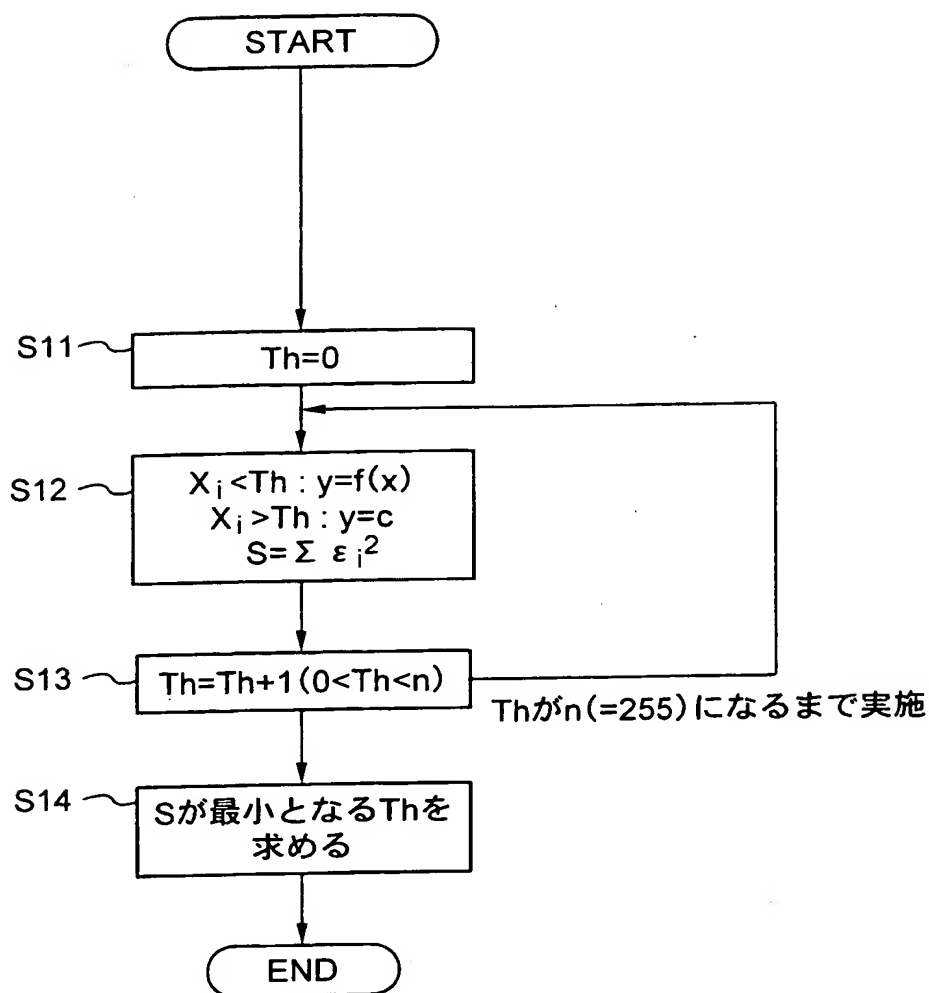 START
S11
Th=0
S12
Xi<Th : y=f(x)
Xi>Th : y=c
S=Σ εi²
S13
Th=Th+1(0<Th<n)
Thがn(=255)になるまで実施
S14
Sが最小となるThを
求める
END